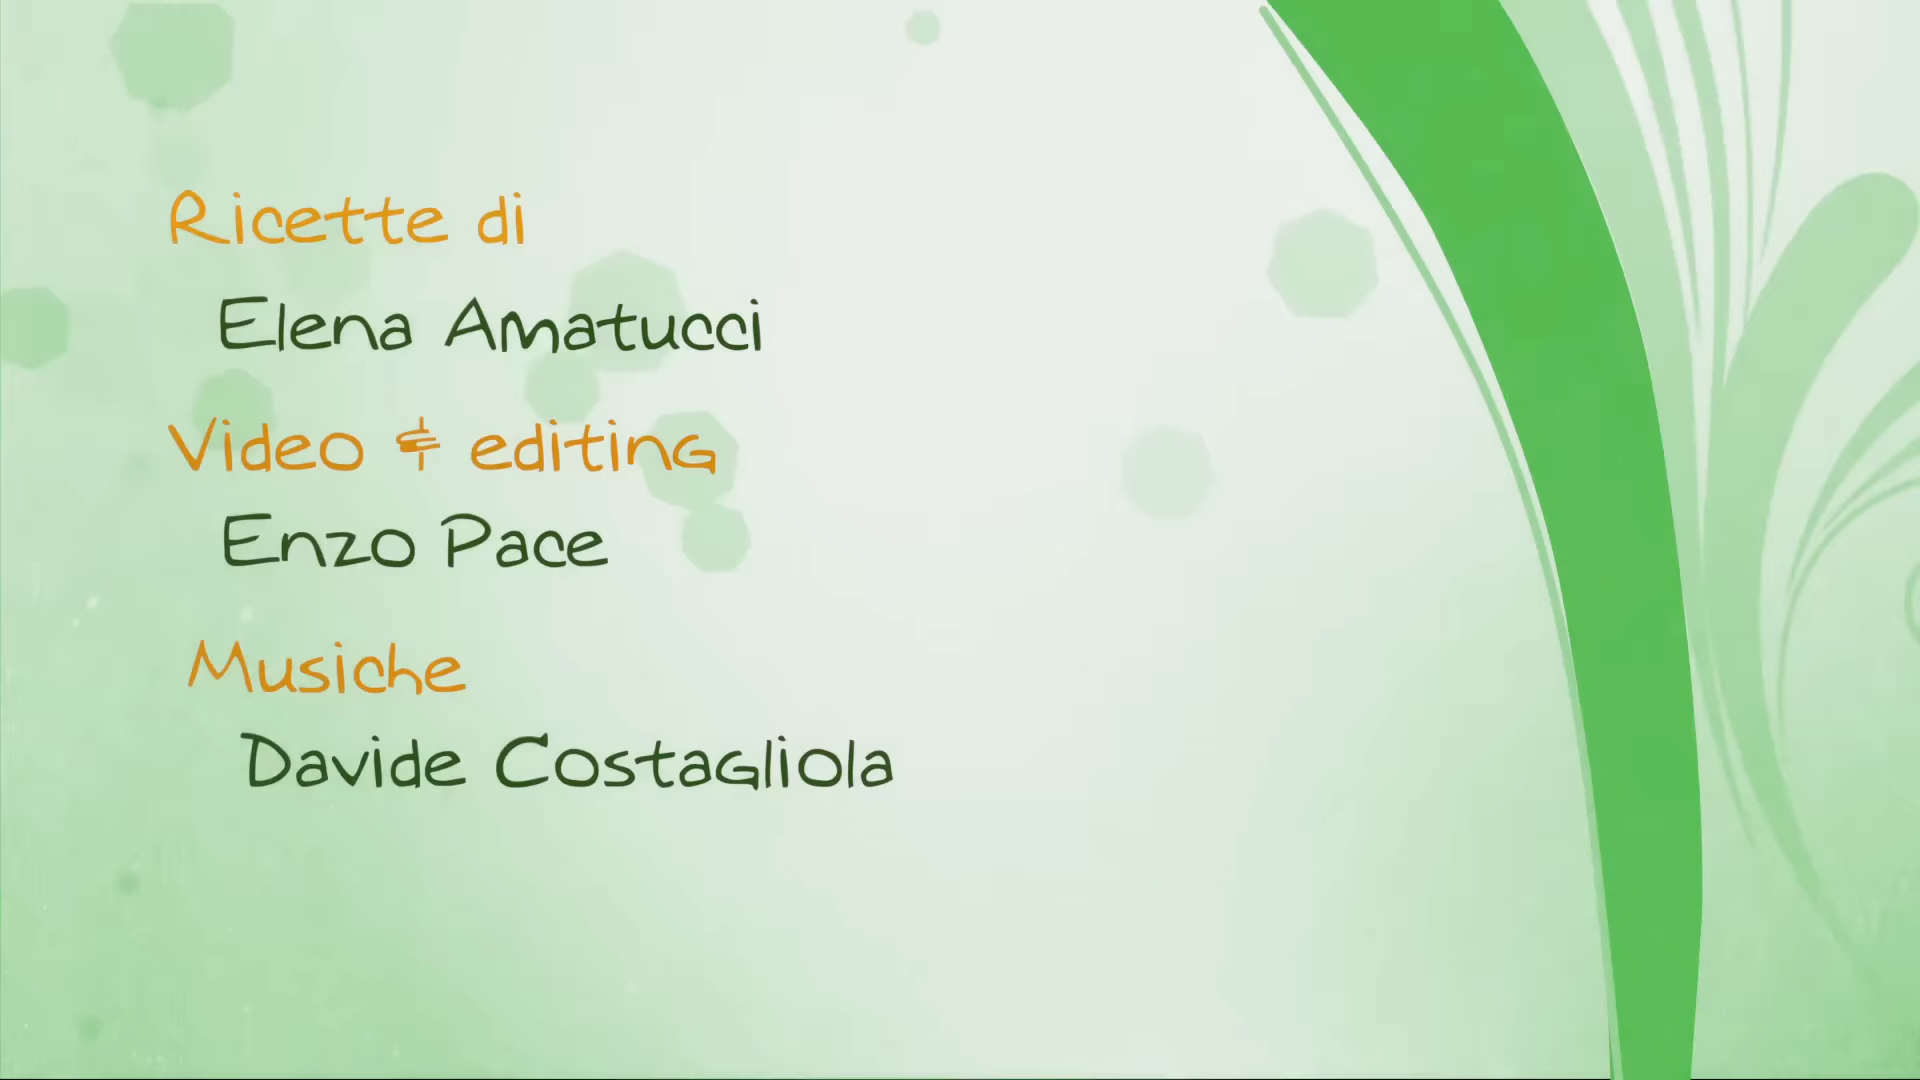 Ricette di
Elena Amatucci
Video & editing
Enzo Pace
Musiche
Davide Costagliola